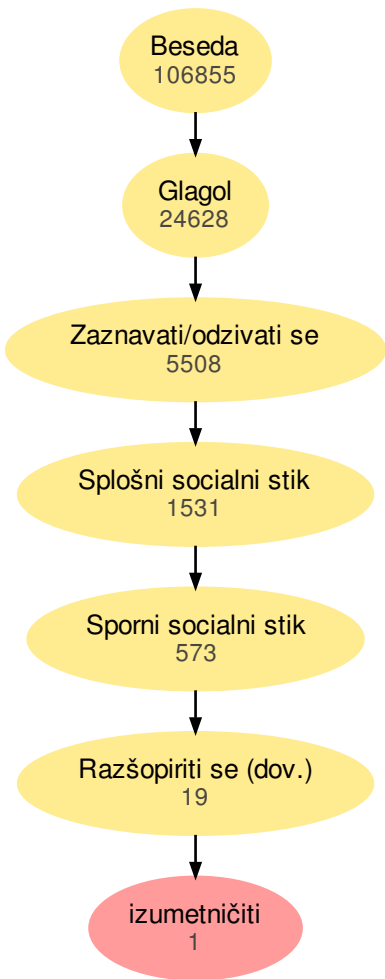 Beseda
106855
Glagol
24628
Zaznavati/odzivati se
5508
Splošni socialni stik
1531
Sporni socialni stik
573
Razšopiriti se (dov.)
19
izumetničiti
1